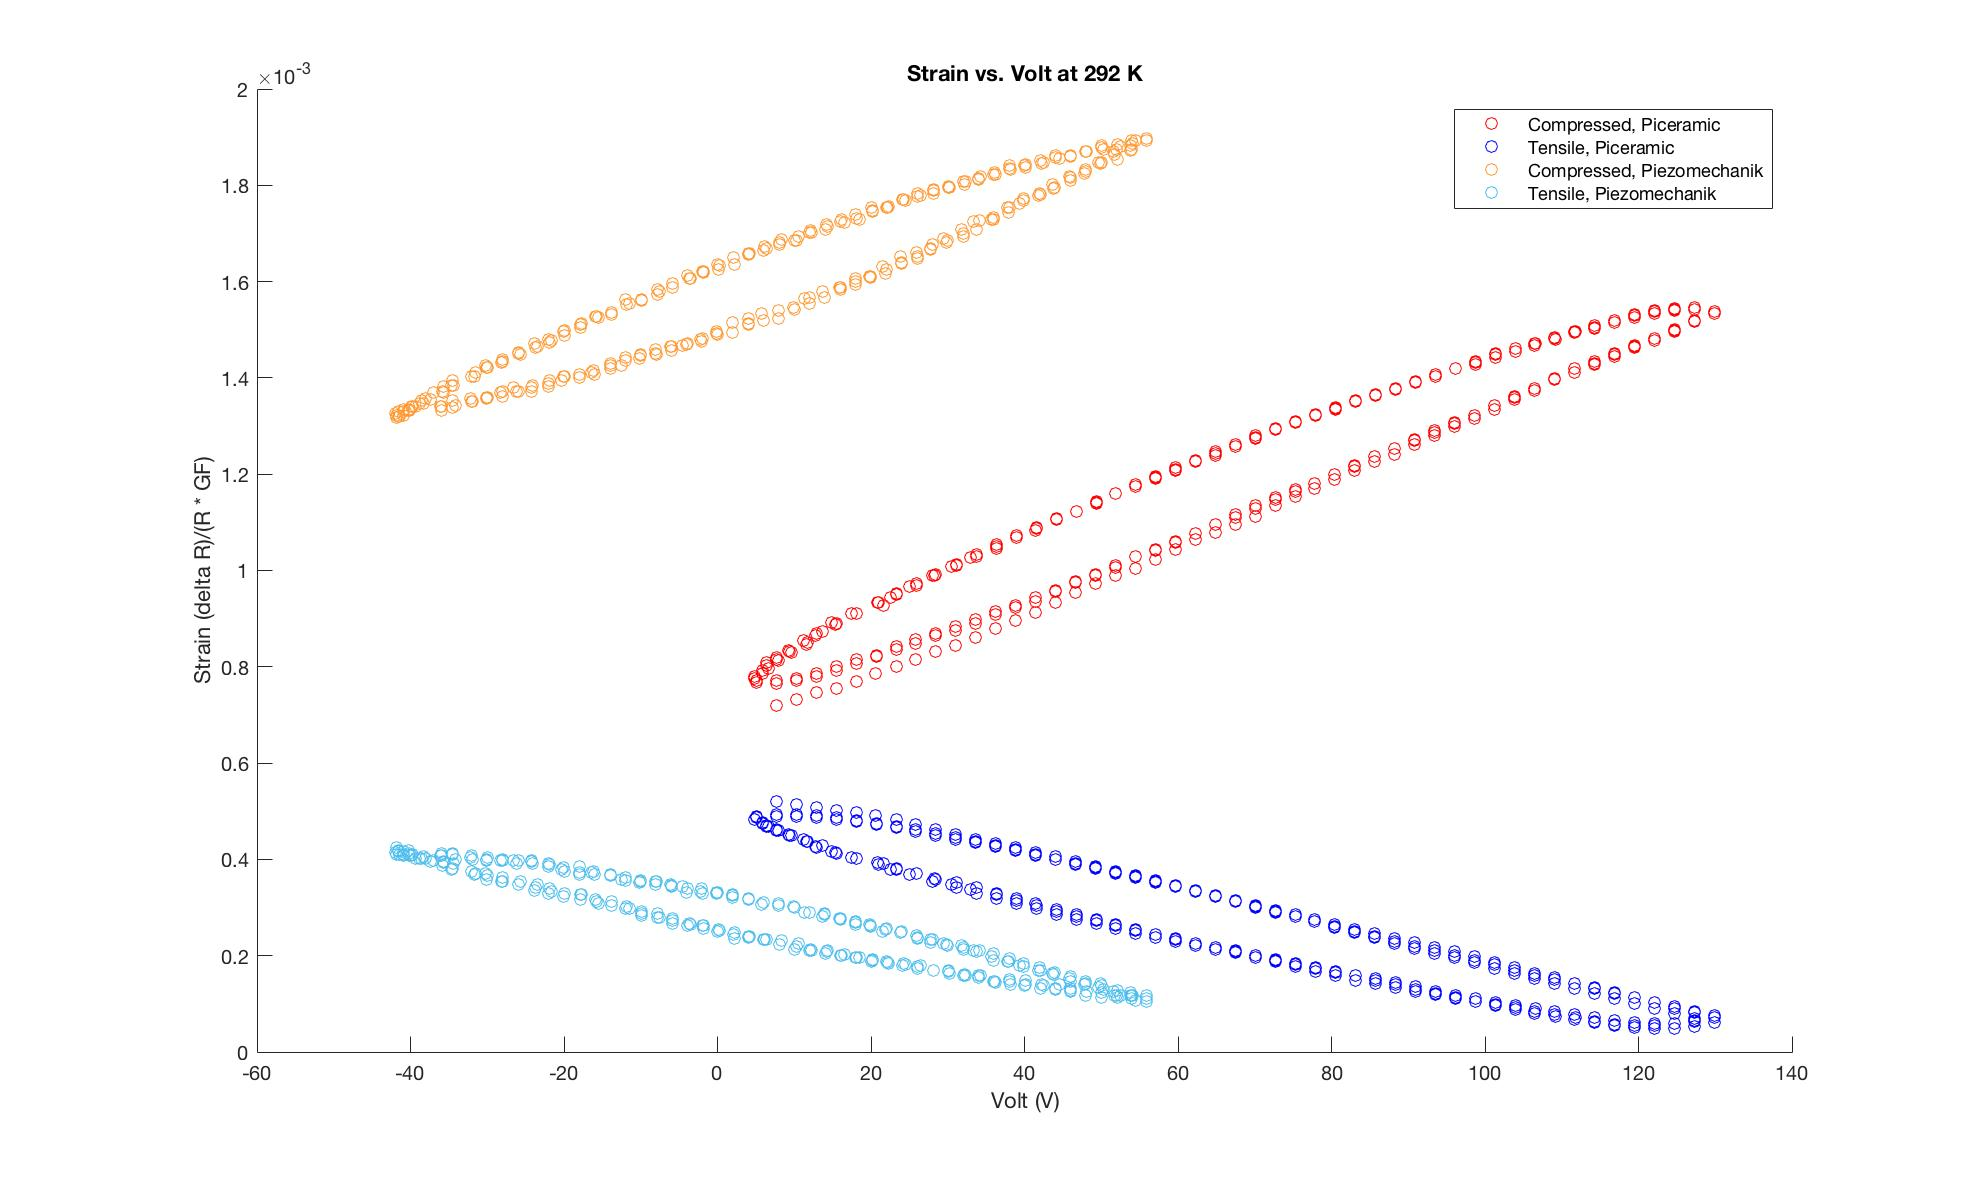 Strain vs. Volt at 292 K
×10-3
2
1.8
1.6
1.4
1.2
1
0.8
0.6
0.4
0.2
0
Strain (delta R)/(R * GF)
-60 -40 -20 0 20 40 60 80 100 120 140
Volt (V)
Compressed, Piceramic
Tensile, Piceramic
Compressed, Piezomechanik
Tensile, Piezomechanik